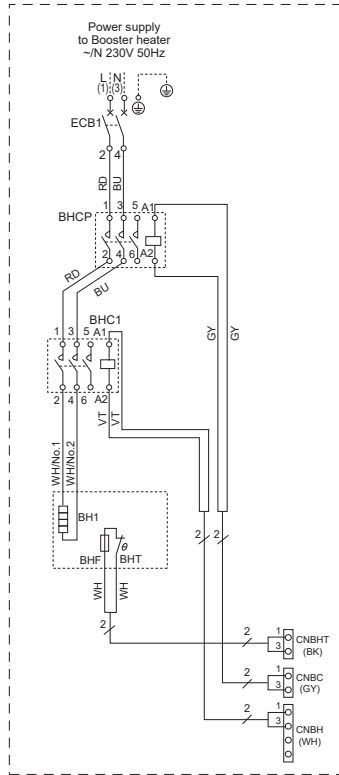 Power supply
to Booster heater
~/N 230V 50Hz
L N
(1) (3)
ECB1
2 4
RD BU
1 3 5 A1
BHCP
2 4 6 A2
RD
BU
GY GY
BHC1
1 3 5 A1
2 4 6 A2
VT VT
WH/No.1
WH/No.2
BH1
2 2
θ
BHF BHT
WH WH
2
2 1 CNBHT
3 (BK)
2 1 CNBC
3 (GY)
2 1 CNBH
3 (WH)